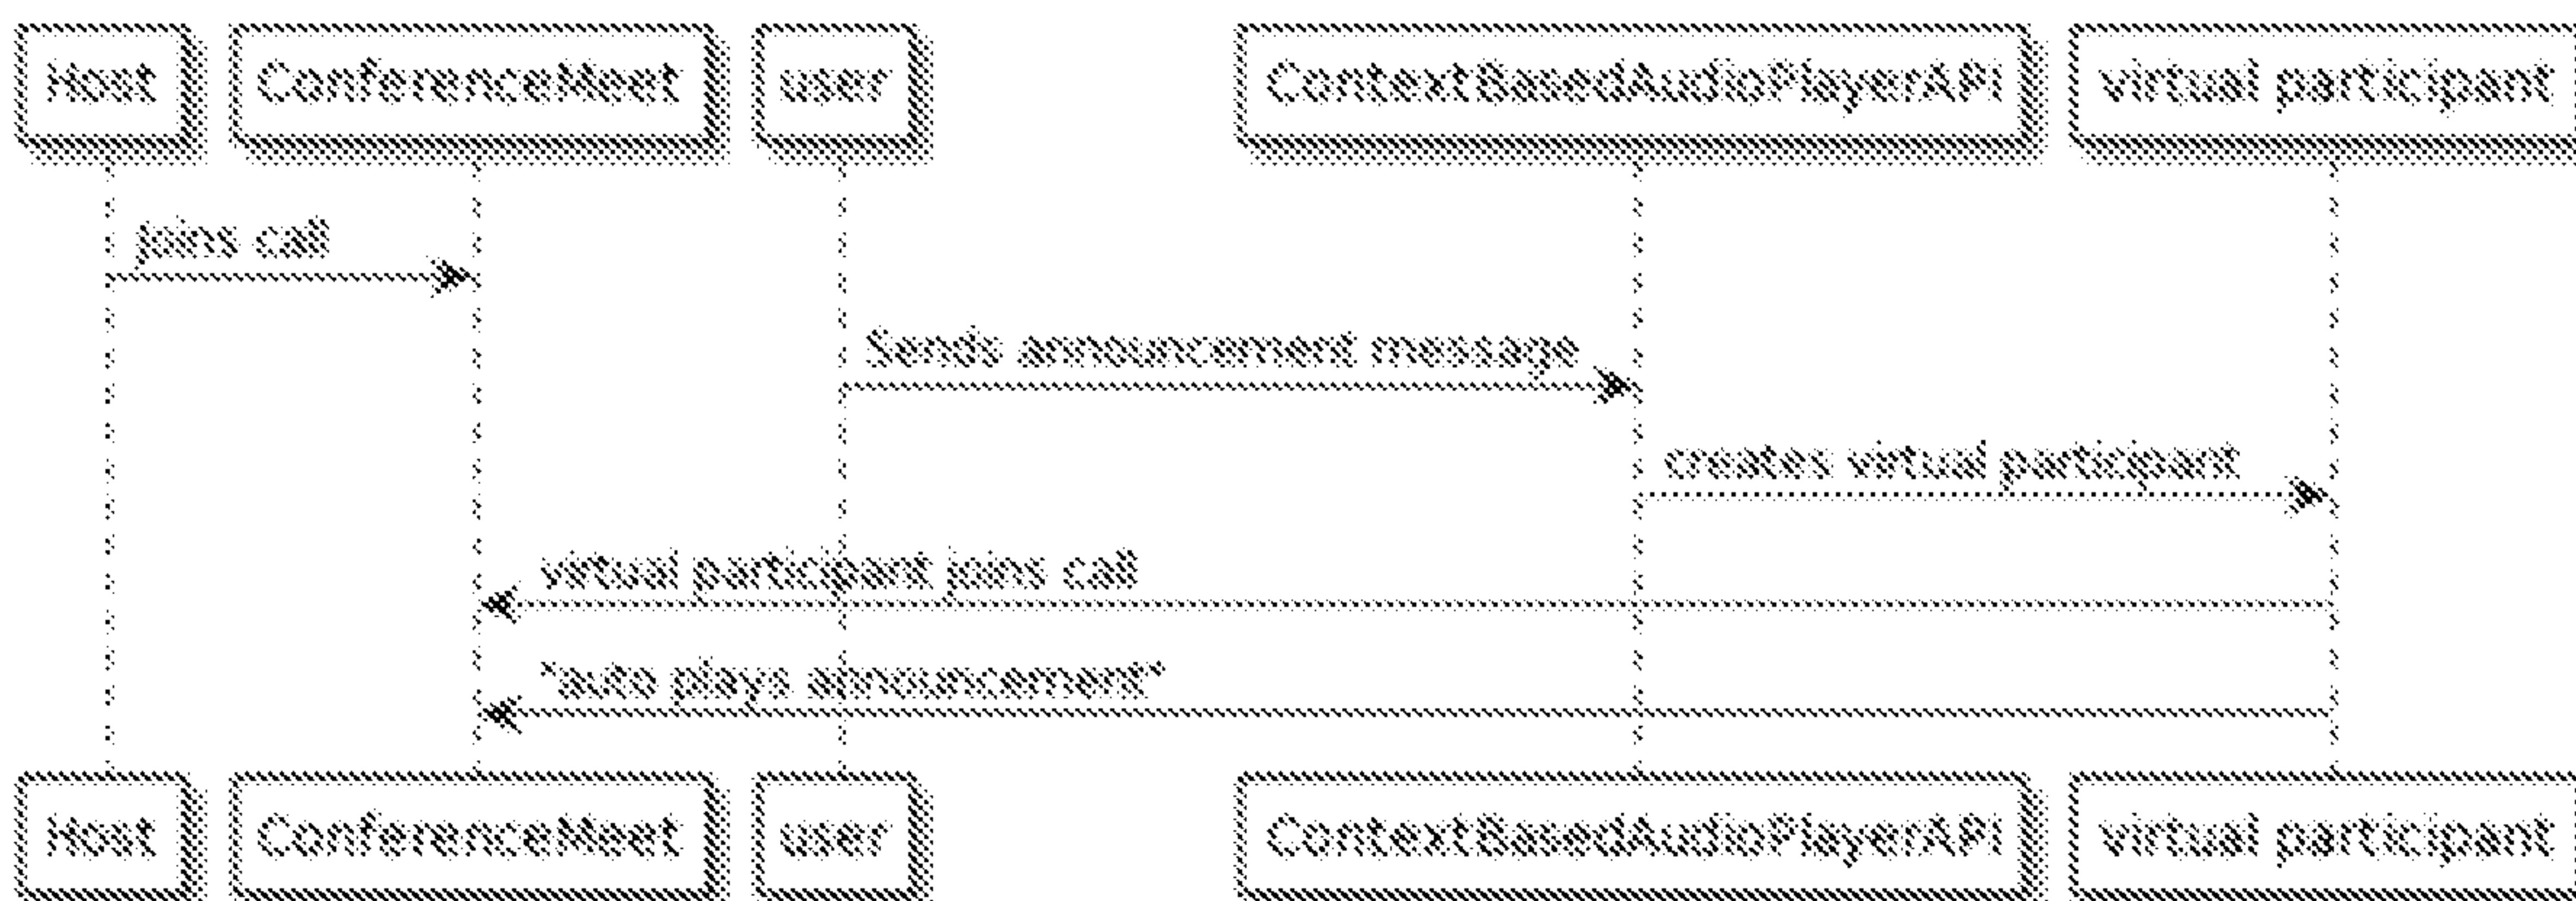 Host ConferenceMeet user ContextBasedAudioPlayerAPI virtual participant
joins call
Sends announcement message
creates virtual participant
virtual participant joins call
"auto plays announcement"
Host ConferenceMeet user ContextBasedAudioPlayerAPI virtual participant